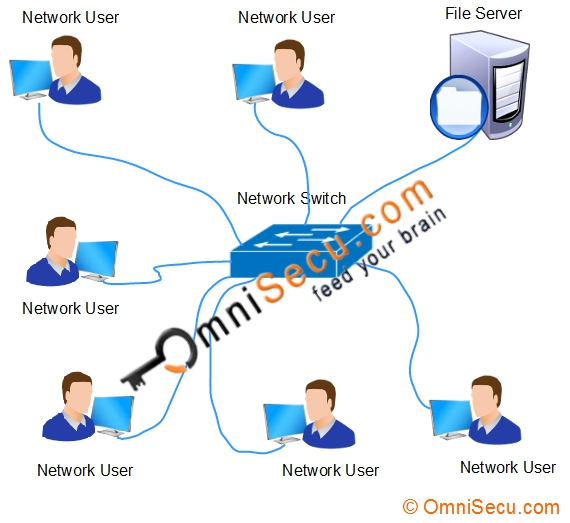 Network User
Network User
File Server
Network Switch
OmniSecu.com
feed your brain
Network User
Network User
Network User
Network User
© OmniSecu.com